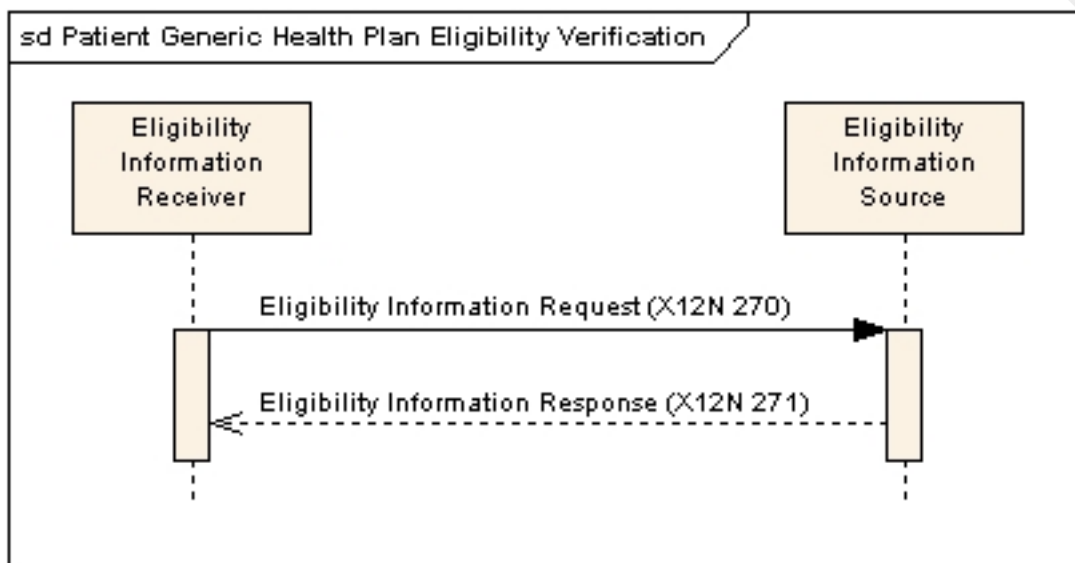 sd Patient Generic Health Plan Eligibility Verification
Eligibility
Information
Receiver
Eligibility
Information
Source
Eligibility Information Request (X12N 270)
Eligibility Information Response (X12N 271)